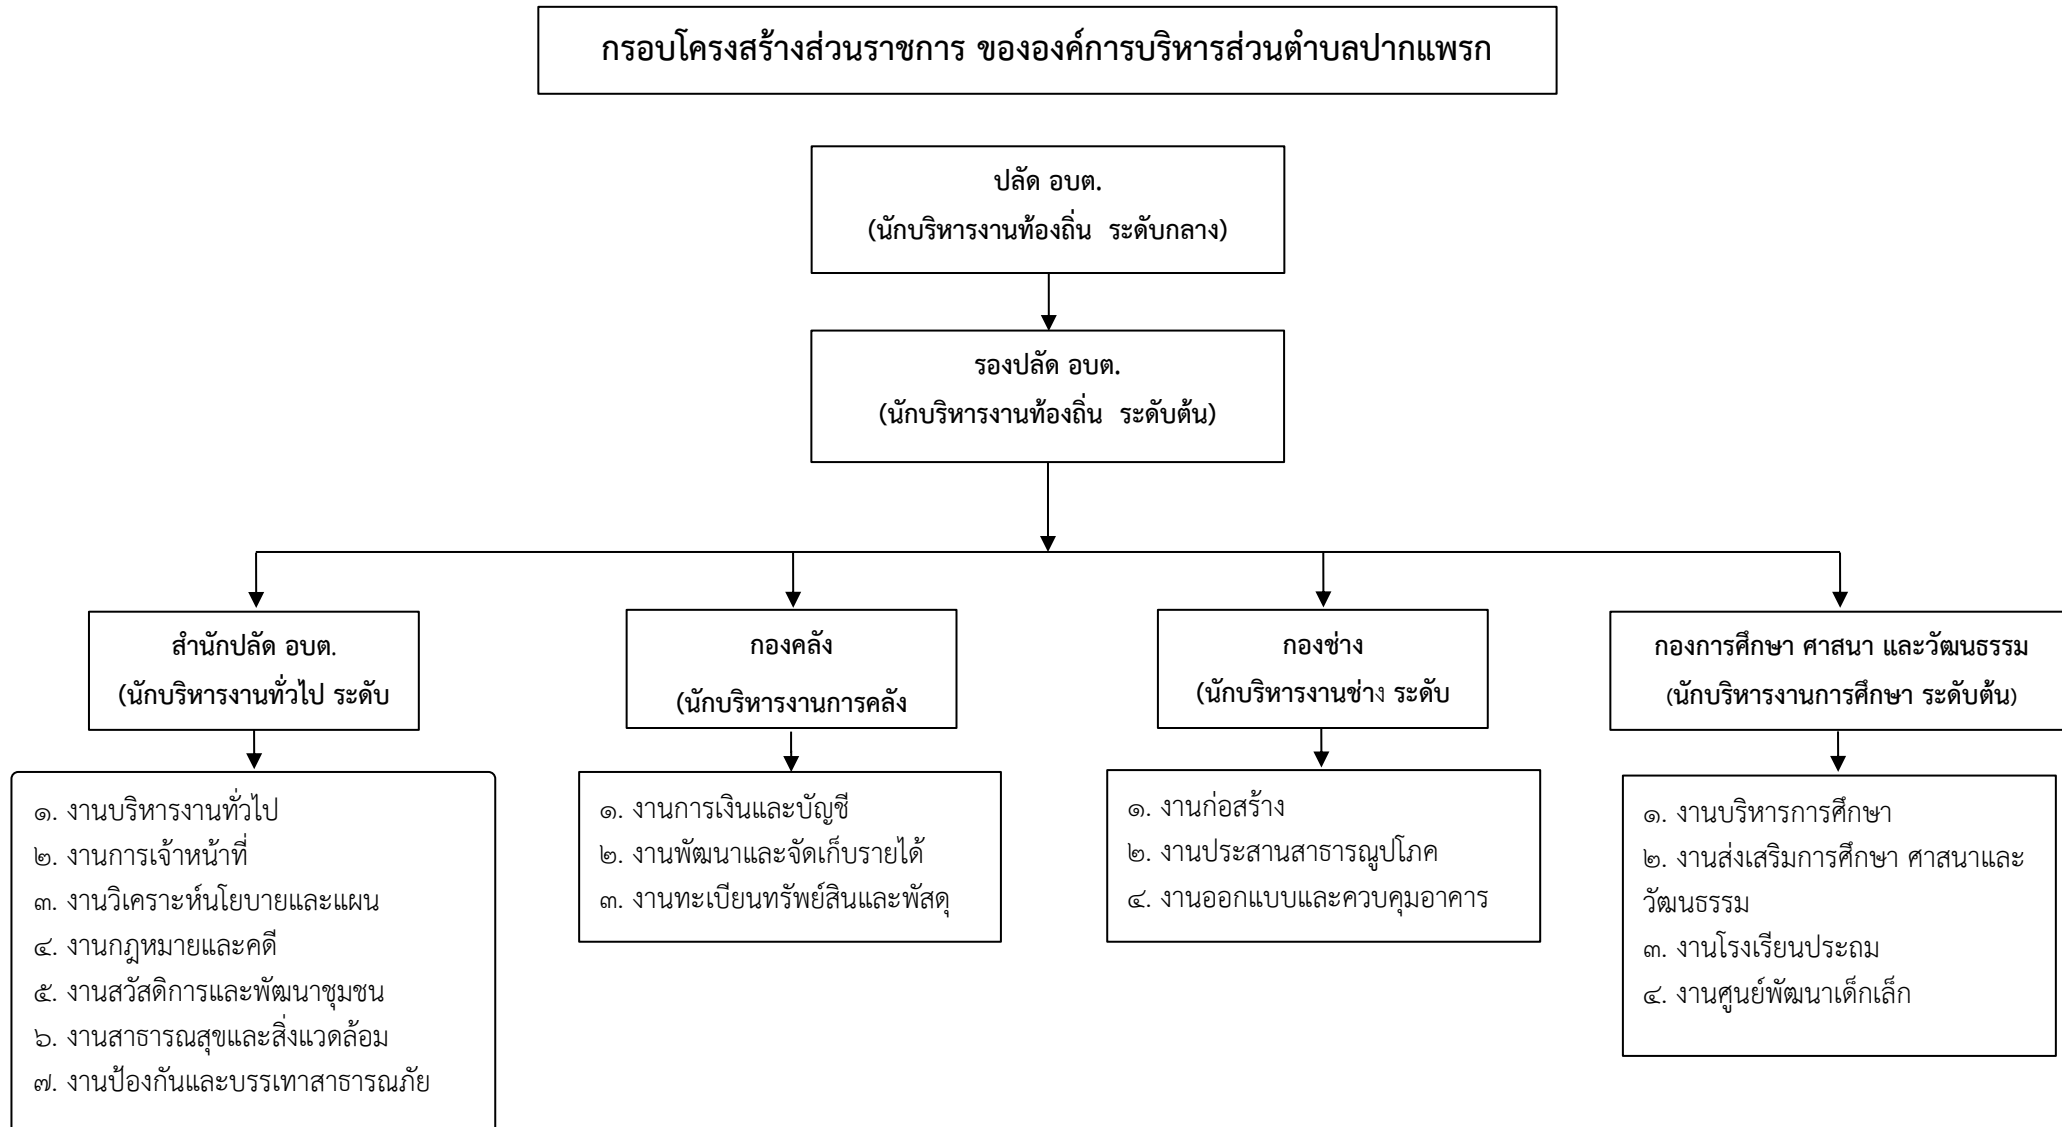 กรอบโครงสร้างส่วนราชการ ขององค์การบริหารส่วนตำบลปากแพรก
ปลัด อบต.
(นักบริหารงานท้องถิ่น ระดับกลาง)
รองปลัด อบต.
(นักบริหารงานท้องถิ่น ระดับต้น)
สำนักปลัด อบต.
(นักบริหารงานทั่วไป ระดับ
กองคลัง
(นักบริหารงานการคลัง
กองช่าง
(นักบริหารงานช่าง ระดับ
กองการศึกษา ศาสนา และวัฒนธรรม
(นักบริหารงานการศึกษา ระดับต้น)
๑. งานบริหารงานทั่วไป
๒. งานการเจ้าหน้าที่
๓. งานวิเคราะห์นโยบายและแผน
๔. งานกฎหมายและคดี
๕. งานสวัสดิการและพัฒนาชุมชน
๖. งานสาธารณสุขและสิ่งแวดล้อม
๗. งานป้องกันและบรรเทาสาธารณภัย
๑. งานการเงินและบัญชี
๒. งานพัฒนาและจัดเก็บรายได้
๓. งานทะเบียนทรัพย์สินและพัสดุ
๑. งานก่อสร้าง
๒. งานประสานสาธารณูปโภค
๔. งานออกแบบและควบคุมอาคาร
๑. งานบริหารการศึกษา
๒. งานส่งเสริมการศึกษา ศาสนาและ
วัฒนธรรม
๓. งานโรงเรียนประถม
๔. งานศูนย์พัฒนาเด็กเล็ก